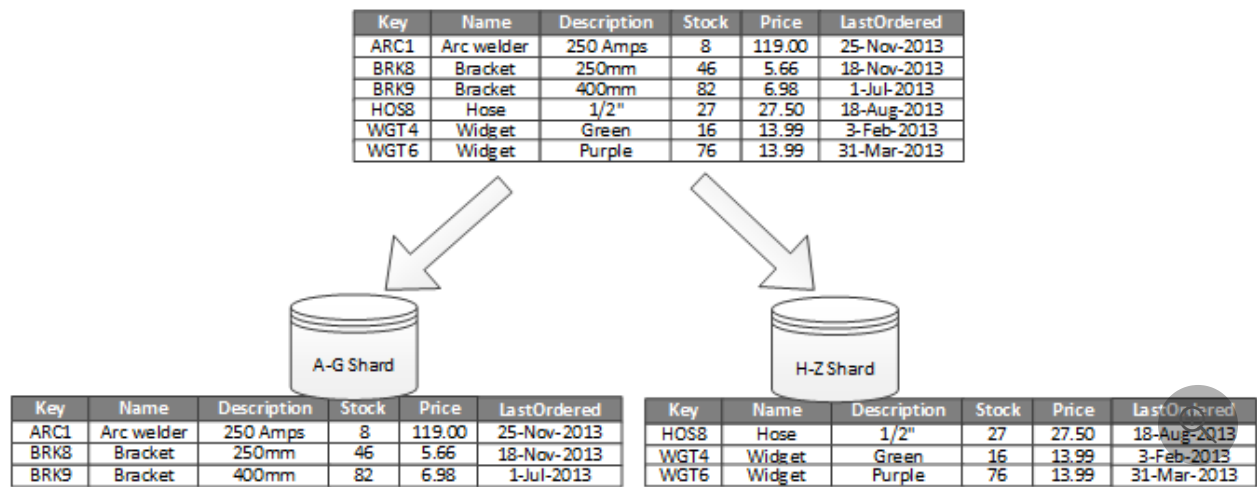 Key Name Description Stock Price LastOrdered
ARC1 Arc welder 250 Amps 8 119.00 25-Nov-2013
BRK8 Bracket 250mm 46 5.66 18-Nov-2013
BRK9 Bracket 400mm 82 6.98 1-Jul-2013
HOS8 Hose 1/2" 27 27.50 18-Aug-2013
WGT4 Widget Green 16 13.99 3-Feb-2013
WGT6 Widget Purple 76 13.99 31-Mar-2013
A-G Shard
Key Name Description Stock Price LastOrdered
ARC1 Arc welder 250 Amps 8 119.00 25-Nov-2013
BRK8 Bracket 250mm 46 5.66 18-Nov-2013
BRK9 Bracket 400mm 82 6.98 1-Jul-2013
H-Z Shard
Key Name Description Stock Price LastOrdered
HOS8 Hose 1/2" 27 27.50 18-Aug-2013
WGT4 Widget Green 16 13.99 3-Feb-2013
WGT6 Widget Purple 76 13.99 31-Mar-2013